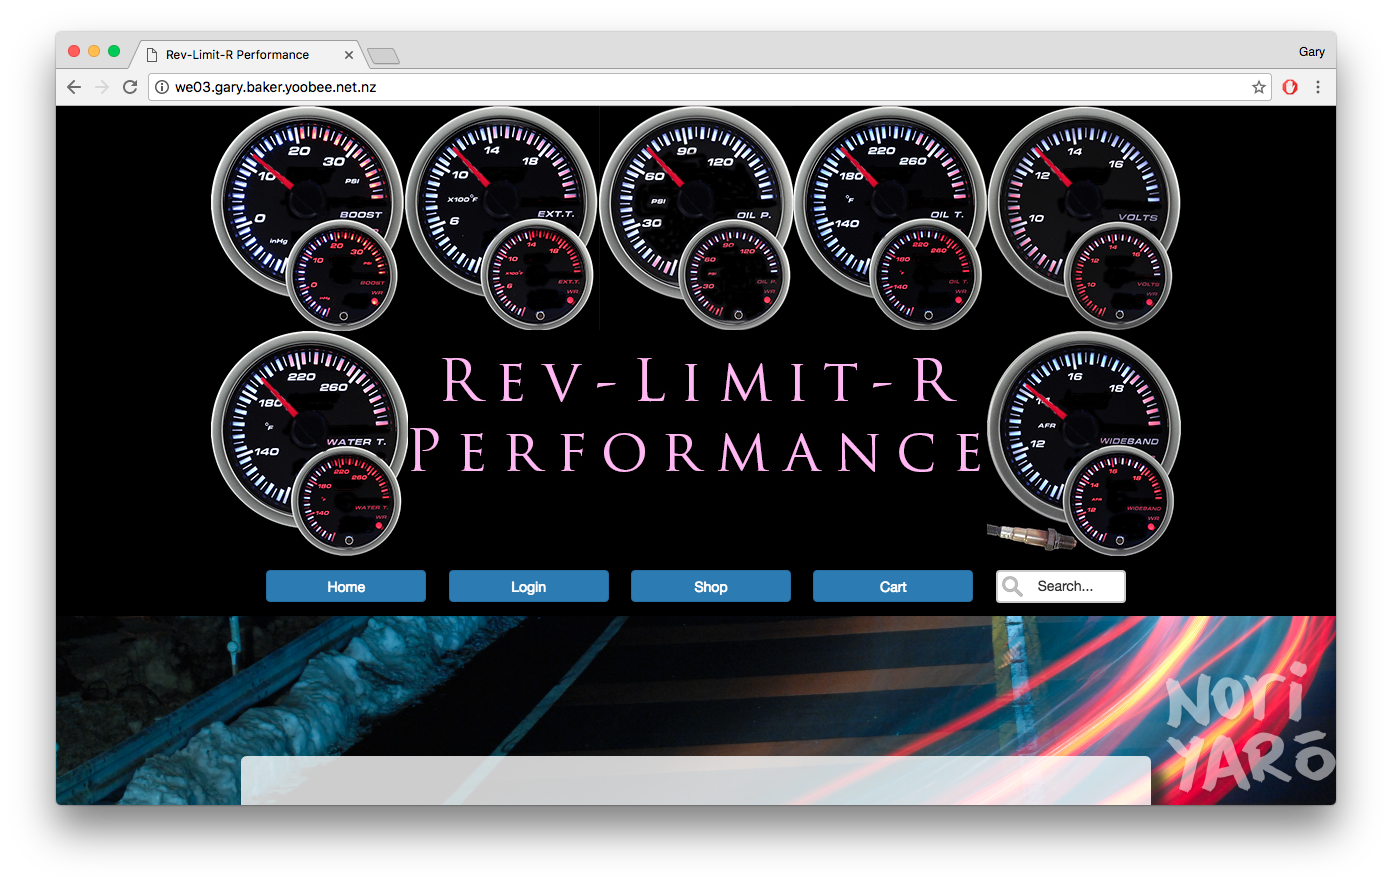 Rev-Limit-R Performance
Gary
we03.gary.baker.yoobee.net.nz
20
30
10
PSI
0
BOOST
inHg
20
30
10
PSI
0
BOOST
WR
inHg
14
18
10
X100°F
6
EXT.T.
14
18
10
X100°F
6
EXT.T.
WR
90
120
60
PSI
30
OIL P.
90
120
60
PSI
30
OIL P.
WR
220
260
180
°F
140
OIL T.
220
260
180
°F
140
OIL T.
WR
14
16
12
10
VOLTS
14
16
12
10
VOLTS
WR
220
260
180
°F
140
WATER T.
220
260
180
°F
140
WATER T.
WR
Rev-Limit-R
Performance
16
18
14
AFR
12
WIDEBAND
16
18
14
AFR
12
WIDEBAND
WR
Home
Login
Shop
Cart
Search...
Nori
YARō